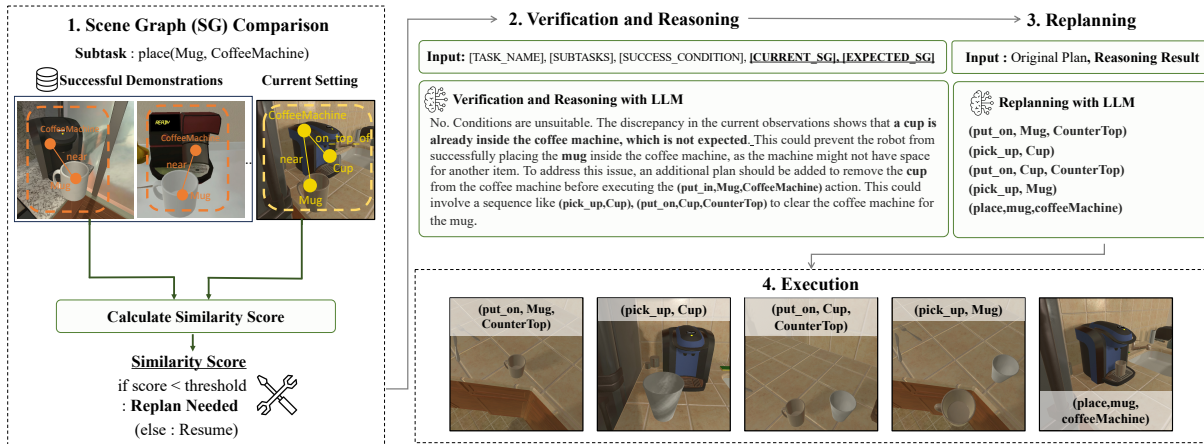 1. Scene Graph (SG) Comparison
Subtask : place(Mug, CoffeeMachine)
Successful Demonstrations
Current Setting
CoffeeMachine
near
Mug
READY
CoffeeMachine
near
Mug
..
CoffeeMachine
on_top_of
near
Cup
Mug
Calculate Similarity Score
Similarity Score
if score < threshold
: Replan Needed
(else : Resume)
2. Verification and Reasoning
Input: [TASK_NAME], [SUBTASKS], [SUCCESS_CONDITION], [CURRENT_SG], [EXPECTED_SG]
Verification and Reasoning with LLM
No. Conditions are unsuitable. The discrepancy in the current observations shows that a cup is
already inside the coffee machine, which is not expected. This could prevent the robot from
successfully placing the mug inside the coffee machine, as the machine might not have space
for another item. To address this issue, an additional plan should be added to remove the cup
from the coffee machine before executing the (put_in,Mug,CoffeeMachine) action. This could
involve a sequence like (pick_up,Cup), (put_on,Cup,CounterTop) to clear the coffee machine for
the mug.
3. Replanning
Input : Original Plan, Reasoning Result
Replanning with LLM
(put_on, Mug, CounterTop)
(pick_up, Cup)
(put_on, Cup, CounterTop)
(pick_up, Mug)
(place,mug,coffeeMachine)
4. Execution
(put_on, Mug,
CounterTop)
(pick_up, Cup)
(put_on, Cup,
CounterTop)
(pick_up, Mug)
(place,mug,
coffeeMachine)